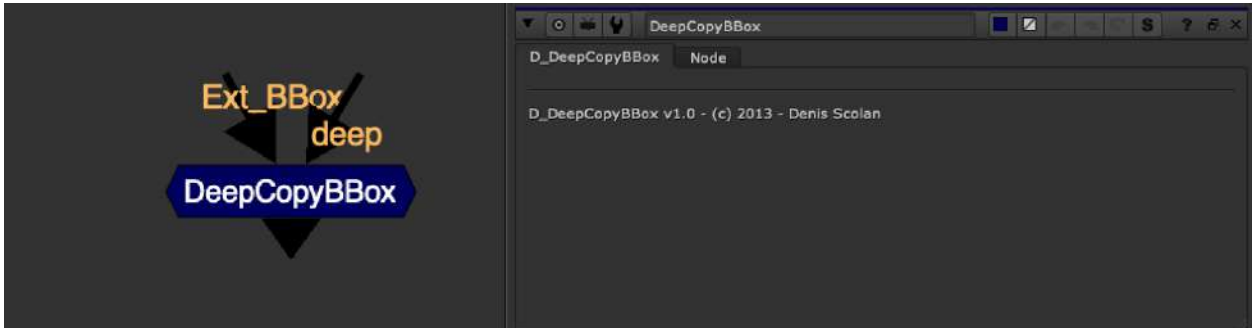 Ext_BBox
deep
DeepCopyBBox
DeepCopyBBox
S ?
D_DeepCopyBBox Node
D_DeepCopyBBox v1.0 - (c) 2013 - Denis Scolan